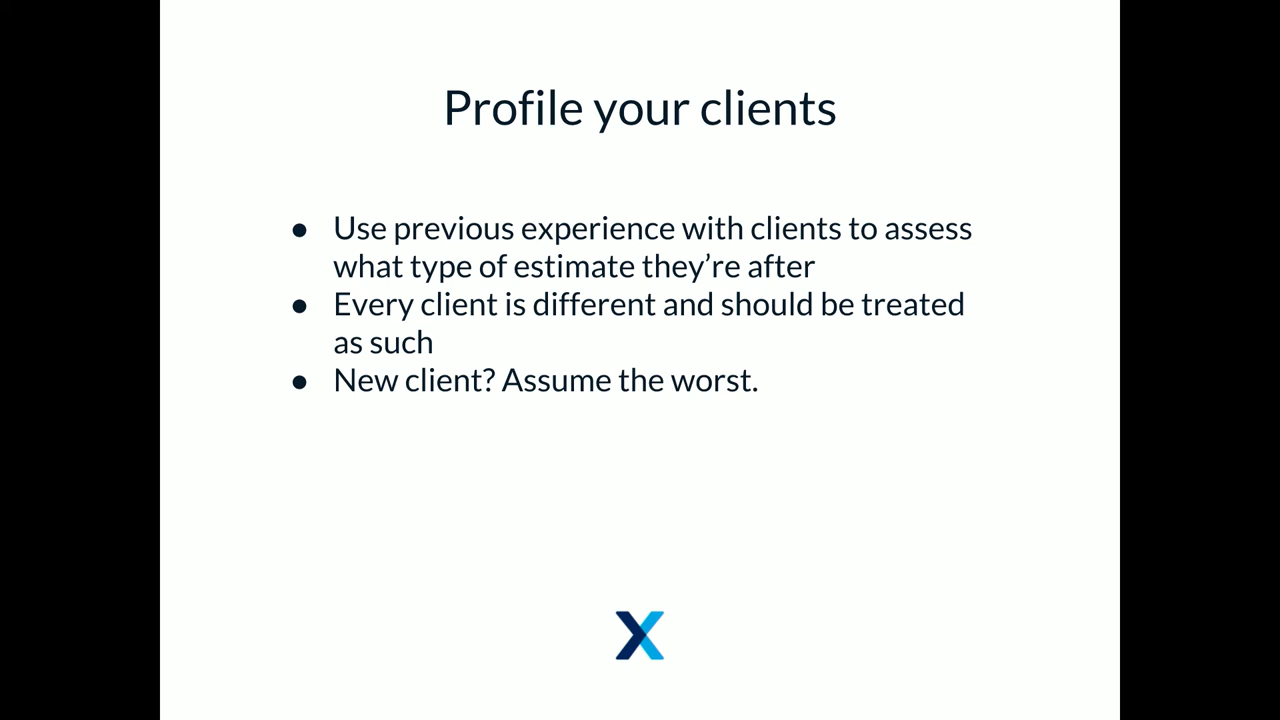 Profile your clients
● Use previous experience with clients to assess
what type of estimate they’re after
● Every client is different and should be treated
as such
● New client? Assume the worst.